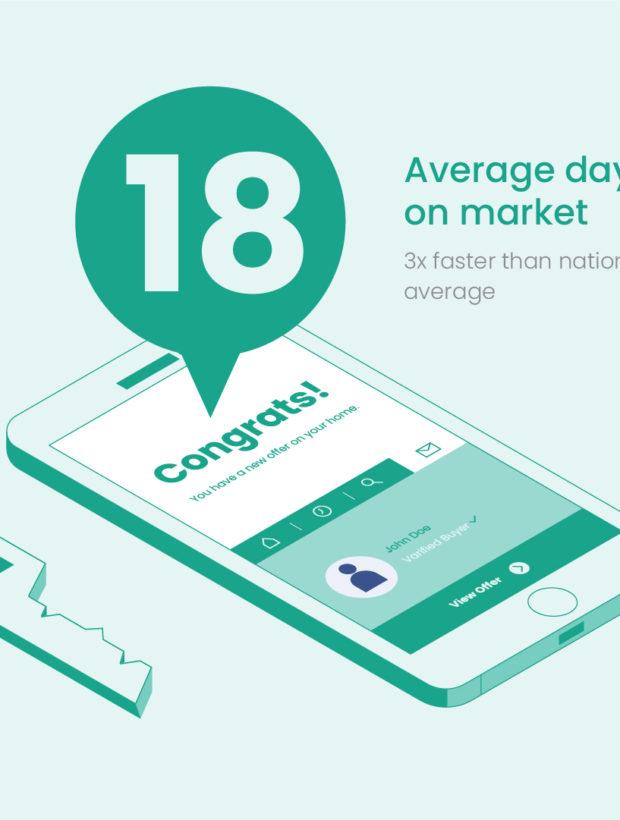 18
Average day
on market
3x faster than nation
average
Congrats!
You have a new offer on your home.
John Doe
Varified Buyer
View Offer